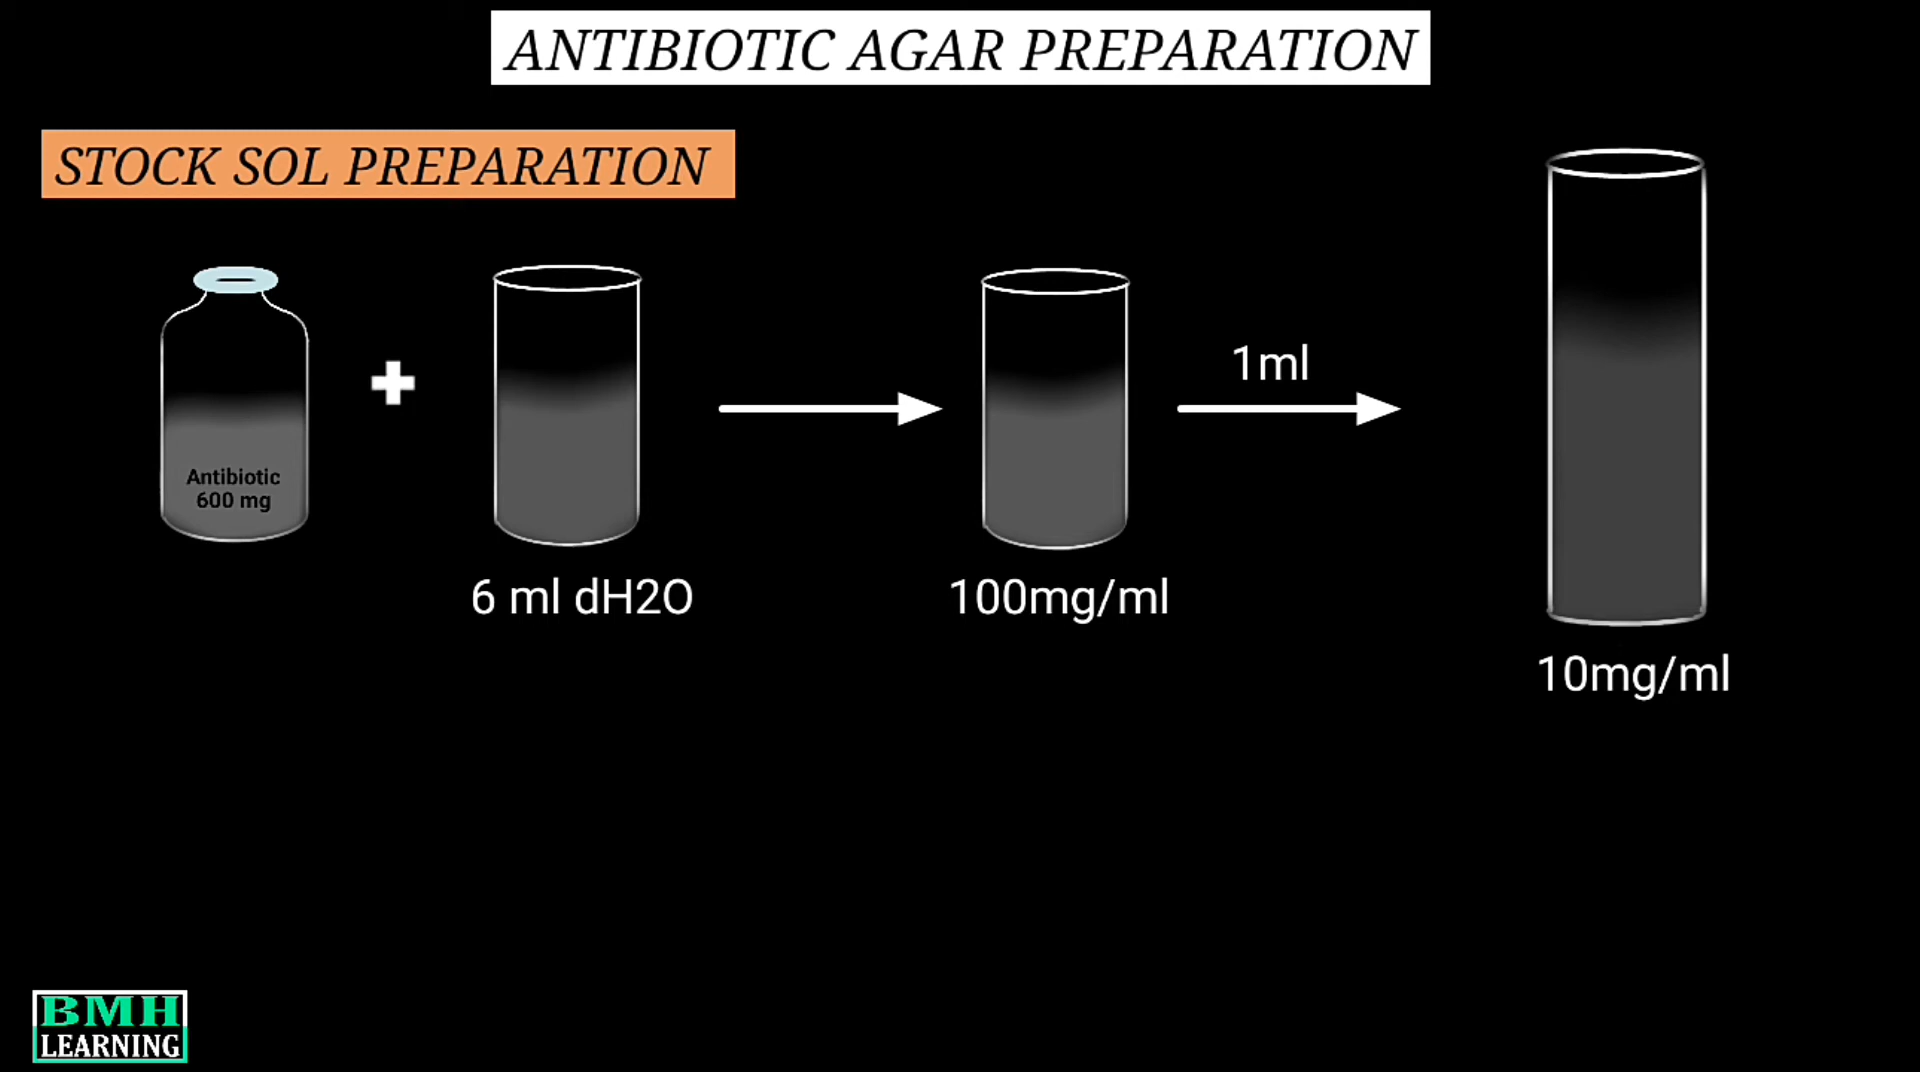 ANTIBIOTIC AGAR PREPARATION
STOCK SOL PREPARATION
Antibiotic
600 mg
6 ml dH2O
100mg/ml
1ml
10mg/ml
BMH
LEARNING